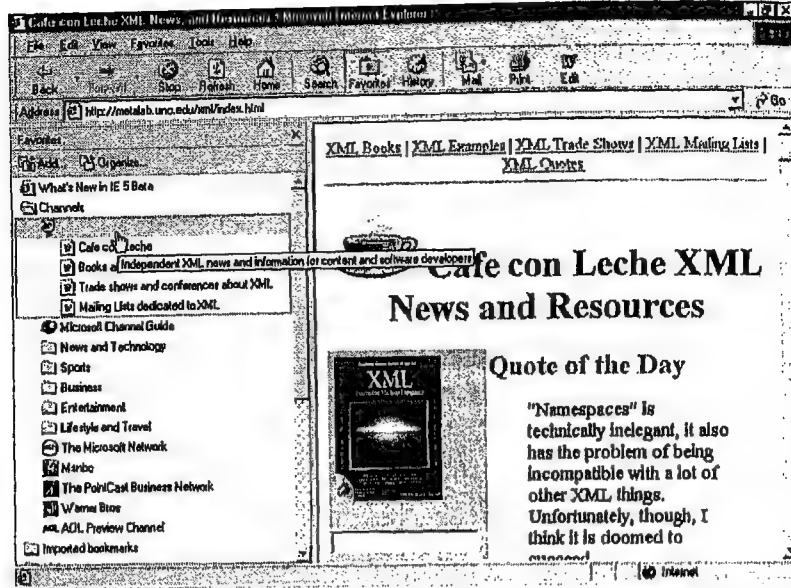 Cafe con Leche XML News and Resources - Microsoft Internet Explorer
File Edit View Favorites Tools Help
Back Forward Stop Refresh Home Search Favorites History Mail Print Edit
Address http://metalab.unc.edu/xml/index.html Go
Favorites
Add... Organize...
What's New in IE 5 Beta
Channels
Cafe con Leche
Books a
Independent XML news and information for content and software developers
Trade shows and conferences about XML
Mailing Lists dedicated to XML
Microsoft Channel Guide
News and Technology
Sports
Business
Entertainment
Lifestyle and Travel
The Microsoft Network
The PointCast Business Network
Warner Bros
AOL AOL Preview Channel
Imported bookmarks
XML Books | XML Examples | XML Trade Shows | XML Mailing Lists |
XML Quotes
Cafe con Leche XML
News and Resources
XML
Quote of the Day
"Namespaces" is
technically inelegant, it also
has the problem of being
incompatible with a lot of
other XML things.
Unfortunately, though, I
think it is doomed to
succeed
Internet